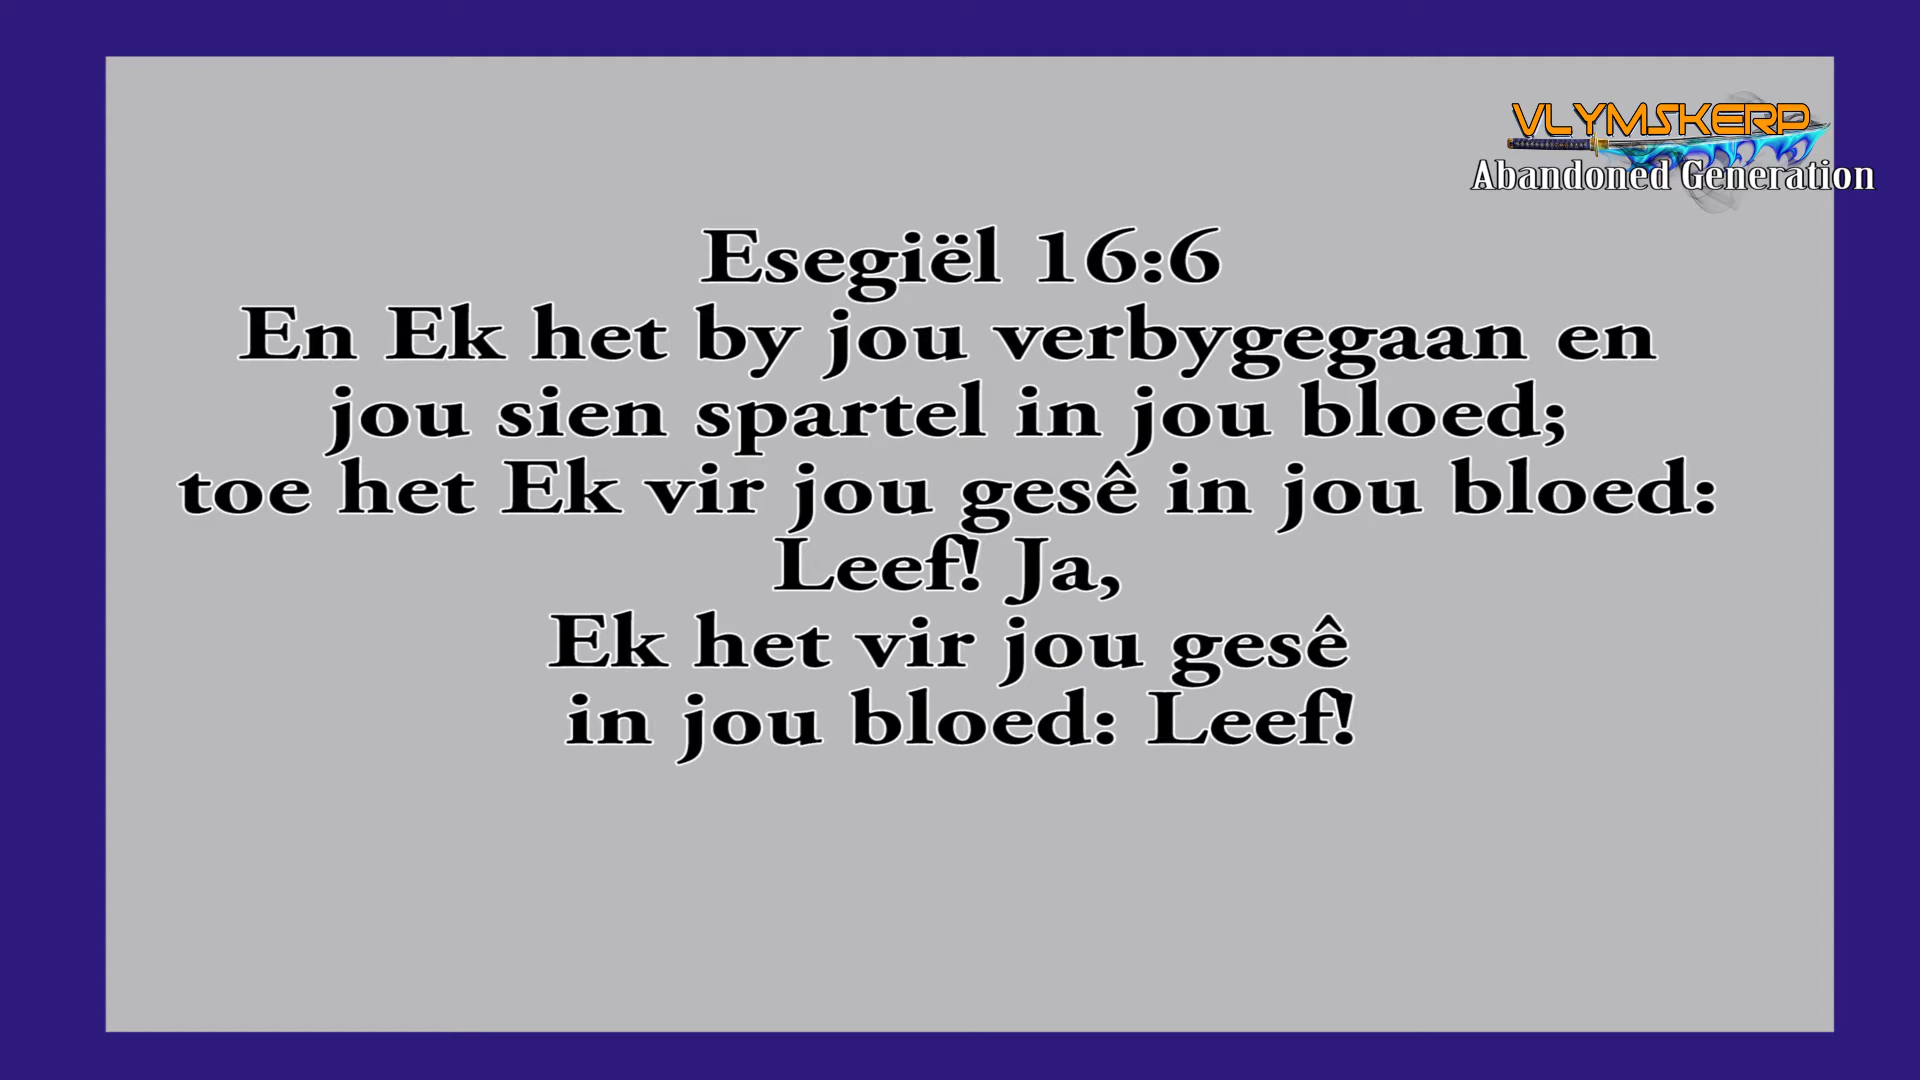 VLYMSKERP
Abandoned Generation
Esegiël 16:6
En Ek het by jou verbygegaan en
jou sien spartel in jou bloed;
toe het Ek vir jou gesê in jou bloed:
Leef! Ja,
Ek het vir jou gesê
in jou bloed: Leef!